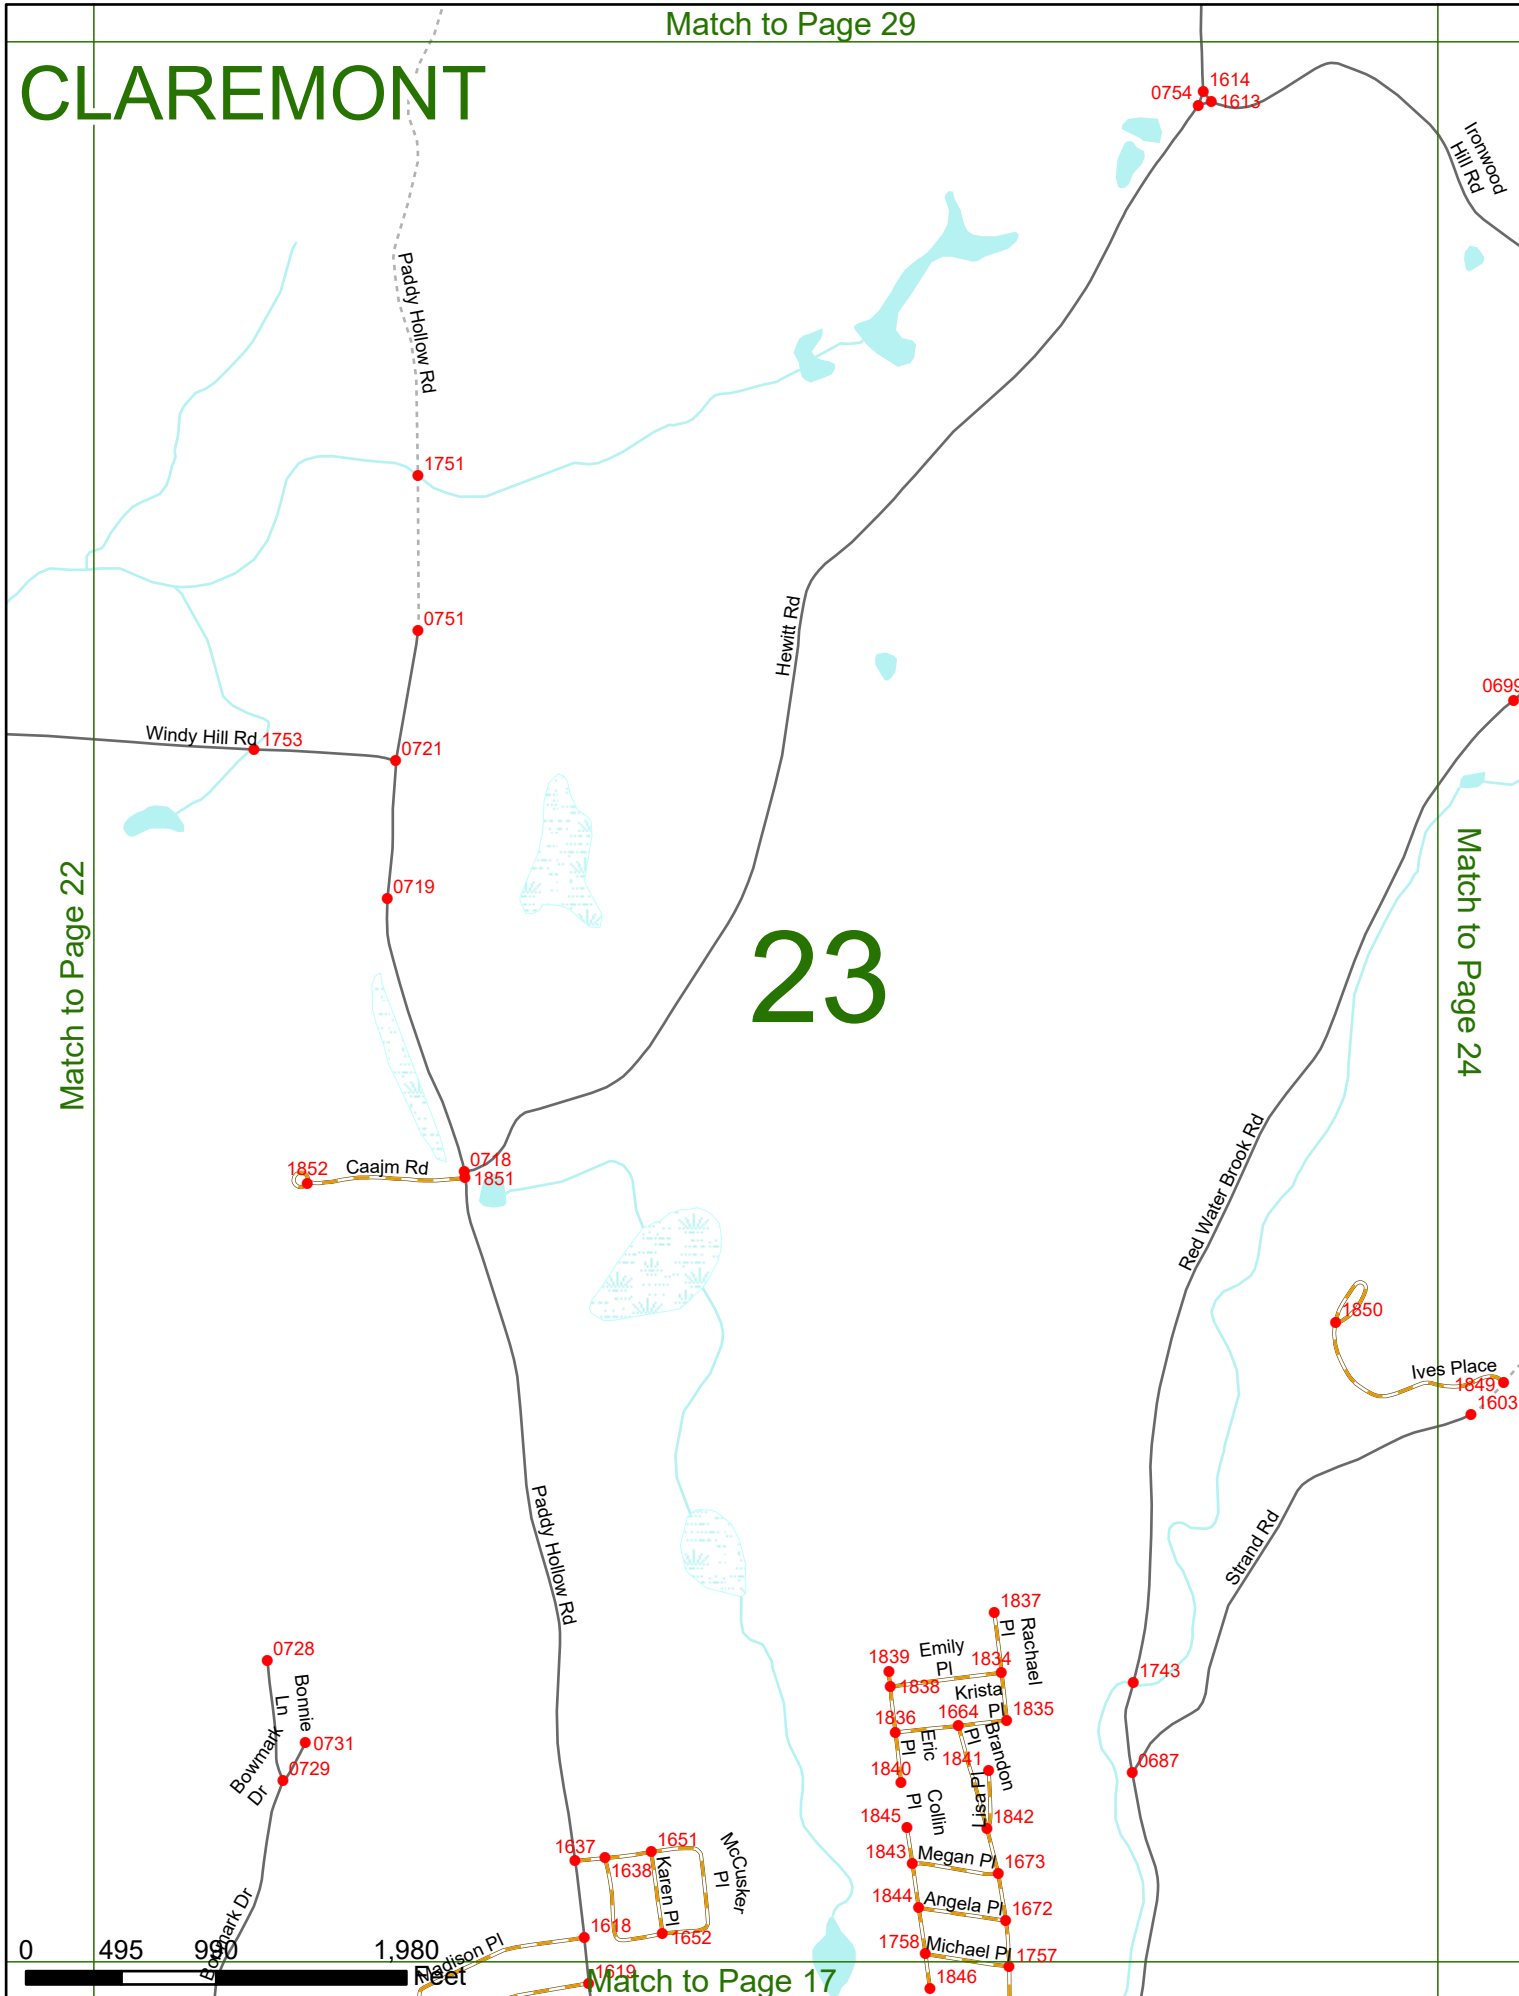 Match to Page 29
CLAREMONT
1614
0754
1613
Ironwood
Hill Rd
Paddy Hollow Rd
1751
0751
Hewitt Rd
0699
Windy Hill Rd
1753
0721
0719
Match to Page 22
23
Match to Page 24
Red Water Brook Rd
0718
1851
1852
Caajm Rd
1850
Ives Place
1849
1603
Paddy Hollow Rd
Strand Rd
1837
Rachael
Pl
Emily
Pl
1839
1834
1838
Krista
Pl
1743
0728
Bonnie
Ln
1836
1664
1835
Eric
Pl
Brandon
Pl
0731
Bowmark
Dr
0729
1840
1841
0687
Collin
Pl
Lisa Pl
1845
1842
1637
1651
McCusker
Pl
1638
Karen Pl
1843
Megan Pl
1673
1844
Angela Pl
1672
Bowmark Dr
1618
1652
Madison Pl
1758
Michael Pl
1757
0
495
990
1,980
Feet
1619
Match to Page 17
1846